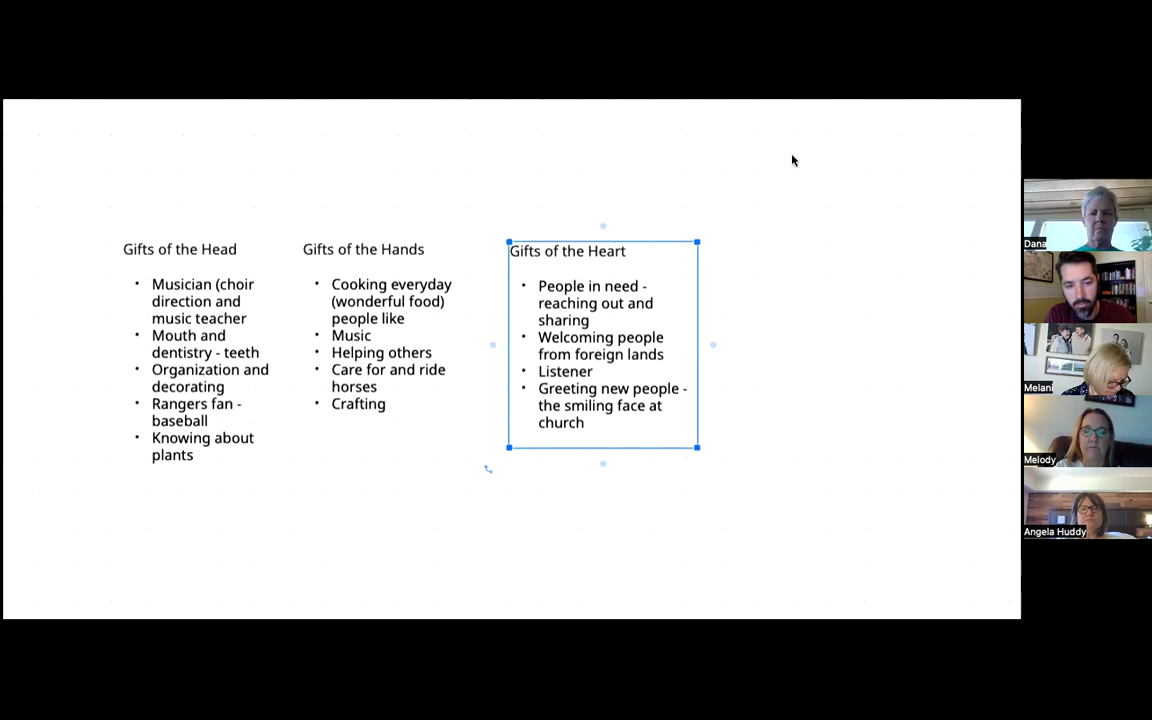 Gifts of the Head
• Musician (choir
direction and
music teacher
• Mouth and
dentistry - teeth
• Organization and
decorating
• Rangers fan -
baseball
• Knowing about
plants
Gifts of the Hands
• Cooking everyday
(wonderful food)
people like
• Music
• Helping others
• Care for and ride
horses
• Crafting
Gifts of the Heart
• People in need -
reaching out and
sharing
• Welcoming people
from foreign lands
• Listener
• Greeting new people -
the smiling face at
church
Dana
Melani
Melody
Angela Huddy